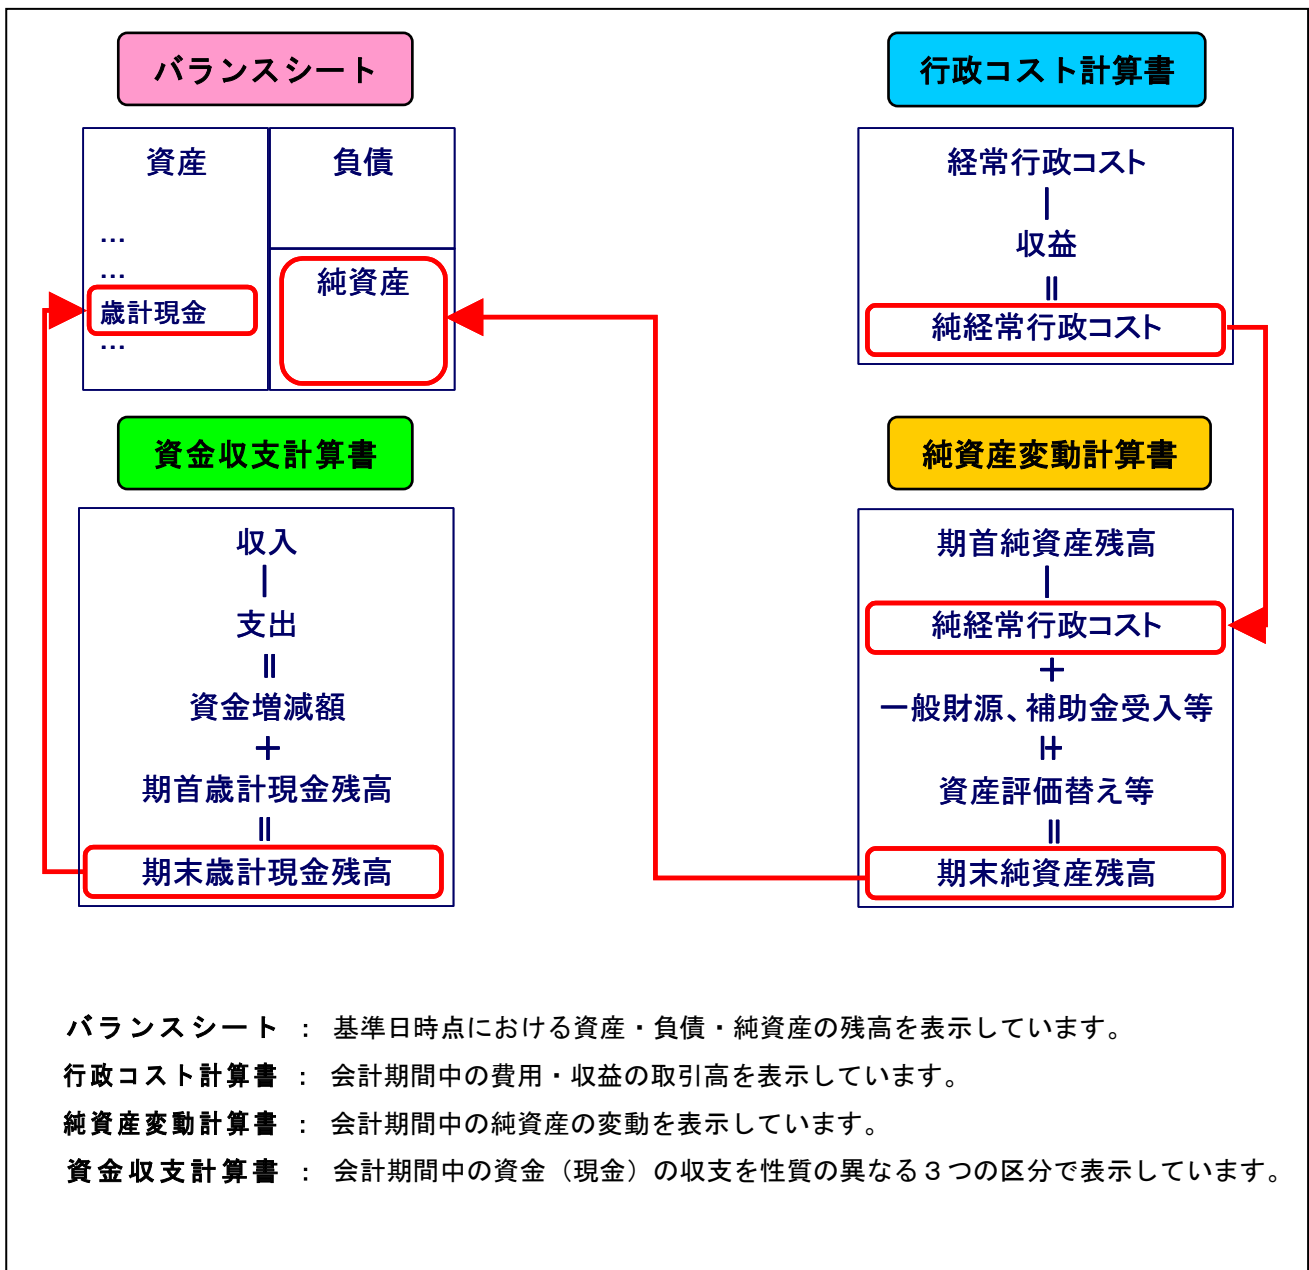 バランスシート
資産
負債
…
…
歳計現金
…
純資産
行政コスト計算書
経常行政コスト
－
収益
＝
純経常行政コスト
資金収支計算書
収入
－
支出
＝
資金増減額
＋
期首歳計現金残高
＝
期末歳計現金残高
純資産変動計算書
期首純資産残高
－
純経常行政コスト
＋
一般財源、補助金受入等
±
資産評価替え等
＝
期末純資産残高
バランスシート ： 基準日時点における資産・負債・純資産の残高を表示しています。
行政コスト計算書 ： 会計期間中の費用・収益の取引高を表示しています。
純資産変動計算書 ： 会計期間中の純資産の変動を表示しています。
資金収支計算書 ： 会計期間中の資金（現金）の収支を性質の異なる３つの区分で表示しています。